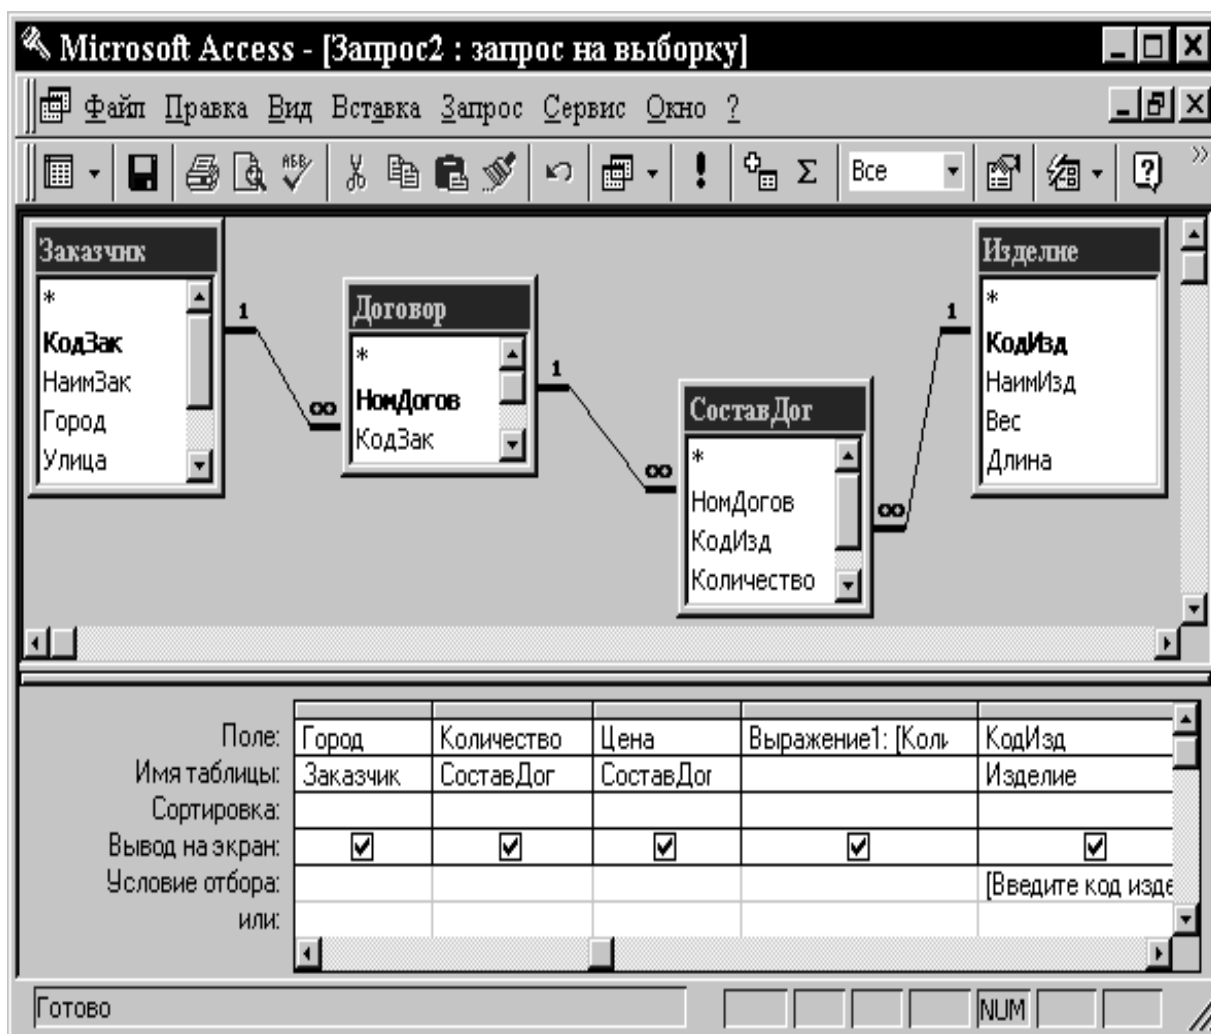 Microsoft Access - [Запрос2 : запрос на выборку]
Файл Правка Вид Вставка Запрос Сервис Окно ?
АБВ Σ Все ?
Заказчик
*
КодЗак
НаимЗак
Город
Улица
1
∞
Договор
*
НомДогов
КодЗак
1
∞
СоставДог
*
НомДогов
КодИзд
Количество
∞
1
Изделие
*
КодИзд
НаимИзд
Вес
Длина
Поле: Город Количество Цена Выражение1: [Коли КодИзд
Имя таблицы: Заказчик СоставДог СоставДог Изделие
Сортировка:
Вывод на экран:
Условие отбора: [Введите код изде
или:
Готово NUM